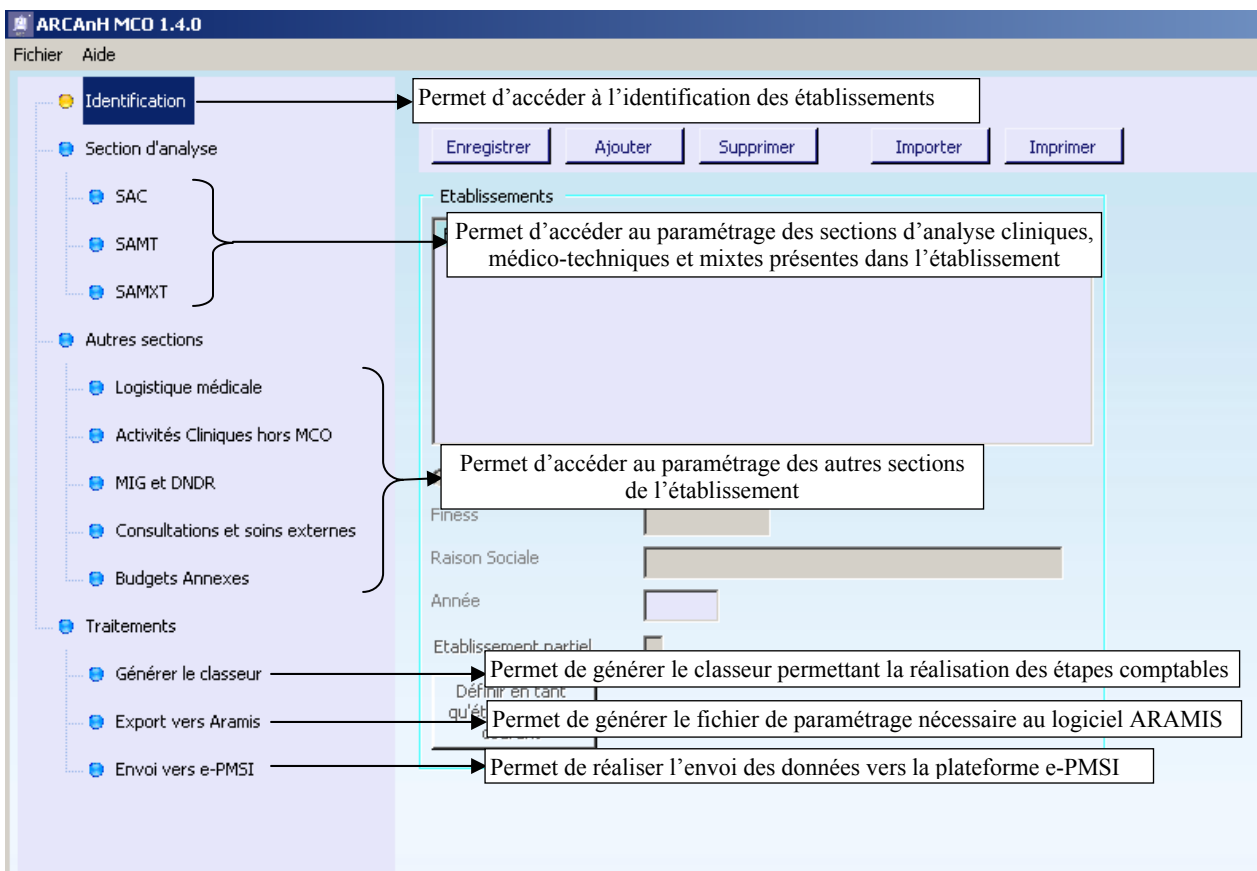 ARCAnH MCO 1.4.0
Fichier Aide
Identification
Permet d'accéder à l'identification des établissements
Enregistrer Ajouter Supprimer Importer Imprimer
Section d'analyse
SAC
SAMT
SAMXT
Etablissements
Permet d'accéder au paramétrage des sections d'analyse cliniques,
médico-techniques et mixtes présentes dans l'établissement
Autres sections
Logistique médicale
Activités Cliniques hors MCO
MIG et DNDR
Consultations et soins externes
Budgets Annexes
Permet d'accéder au paramétrage des autres sections
de l'établissement
Finess
Raison Sociale
Année
Etablissement partiel
Traitements
Générer le classeur
Permet de générer le classeur permettant la réalisation des étapes comptables
Définir en tant
Export vers Aramis
Permet de générer le fichier de paramétrage nécessaire au logiciel ARAMIS
Envoi vers e-PMSI
Permet de réaliser l'envoi des données vers la plateforme e-PMSI